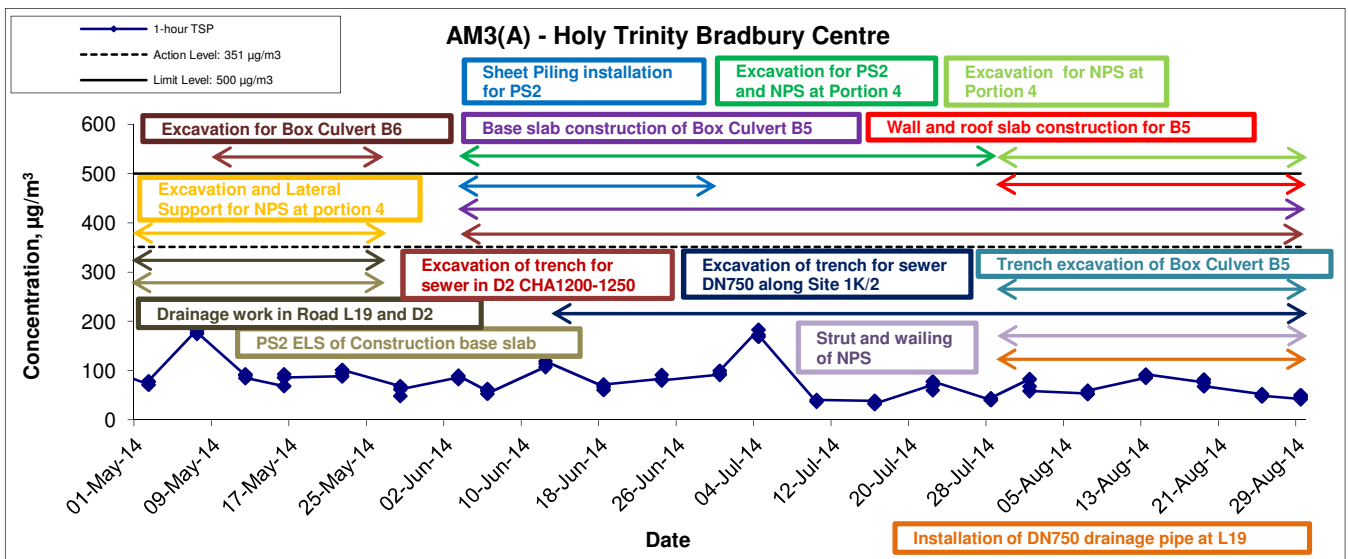 1-hour TSP
Action Level: 351 µg/m3
Limit Level: 500 µg/m3
AM3(A) - Holy Trinity Bradbury Centre
Sheet Piling installation
for PS2
Excavation for PS2
and NPS at Portion 4
Excavation for NPS at
Portion 4
Excavation for Box Culvert B6
Base slab construction of Box Culvert B5
Wall and roof slab construction for B5
Excavation and Lateral
Support for NPS at portion 4
Excavation of trench for
sewer in D2 CHA1200-1250
Excavation of trench for sewer
DN750 along Site 1K/2
Trench excavation of Box Culvert B5
Drainage work in Road L19 and D2
PS2 ELS of Construction base slab
Strut and wailing
of NPS
Concentration, µg/m³
600
500
400
300
200
100
0
01-May-14
09-May-14
17-May-14
25-May-14
02-Jun-14
10-Jun-14
18-Jun-14
26-Jun-14
04-Jul-14
12-Jul-14
20-Jul-14
28-Jul-14
05-Aug-14
13-Aug-14
21-Aug-14
29-Aug-14
Date
Installation of DN750 drainage pipe at L19